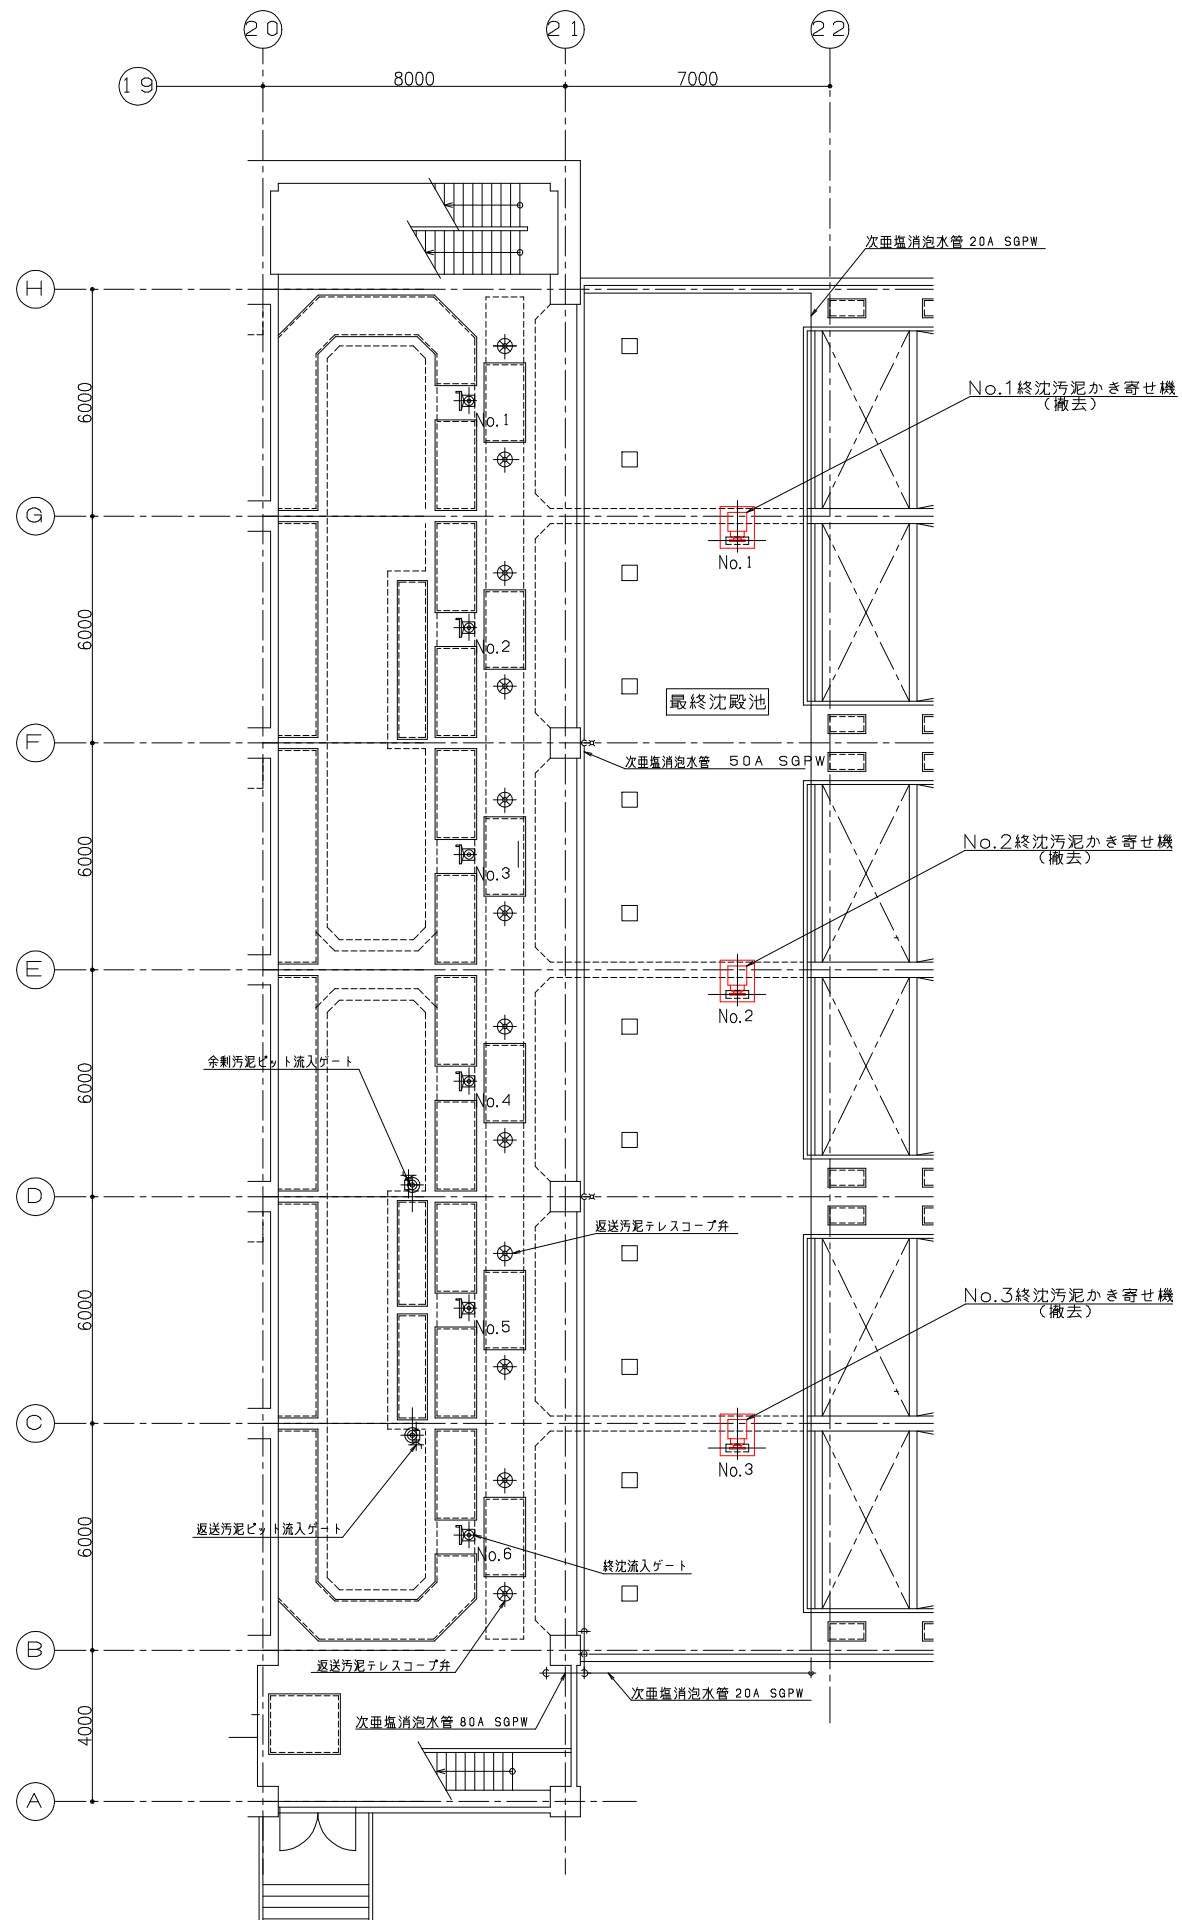 20
21
22
19
8000
7000
次亜塩消泡水管 20A SGPW
H
No.1終沈汚泥かき寄せ機
（撤去）
6000
No.1
G
No.1
6000
No.2
最終沈殿池
F
次亜塩消泡水管 50A SGPW
No.2終沈汚泥かき寄せ機
（撤去）
6000
No.3
E
No.2
余剰汚泥ピット流入ゲート
6000
No.4
D
返送汚泥テレスコープ弁
No.3終沈汚泥かき寄せ機
（撤去）
6000
No.5
C
No.3
返送汚泥ピット流入ゲート
6000
No.6
終沈流入ゲート
B
返送汚泥テレスコープ弁
次亜塩消泡水管 20A SGPW
次亜塩消泡水管 80A SGPW
4000
A